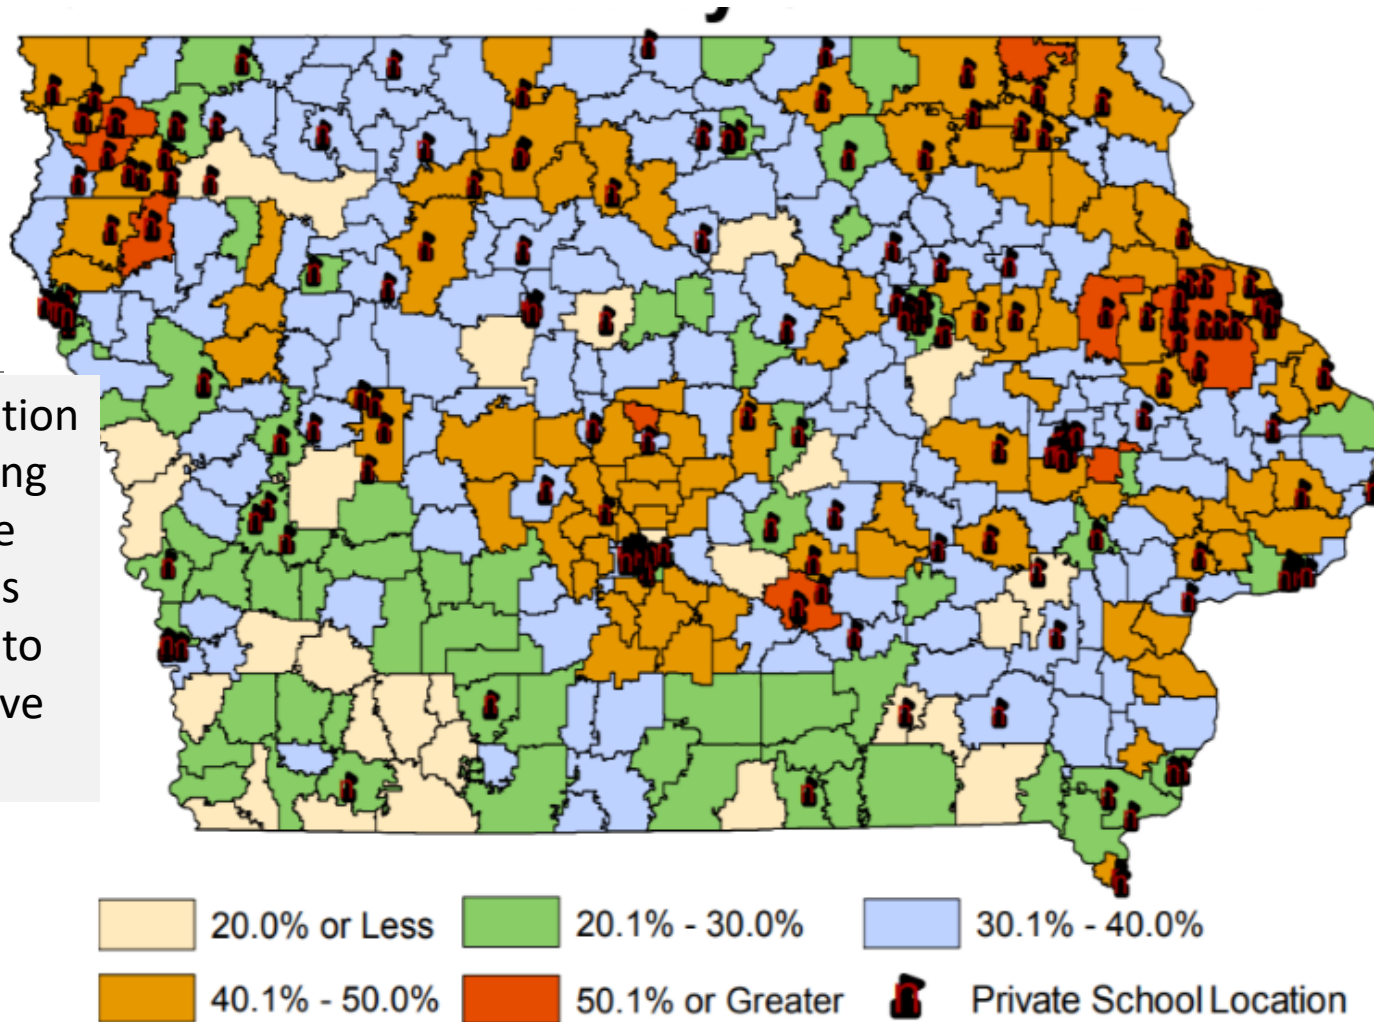 tion
ng
e
s
to
ve
20.0% or Less
20.1% - 30.0%
30.1% - 40.0%
40.1% - 50.0%
50.1% or Greater
Private School Location